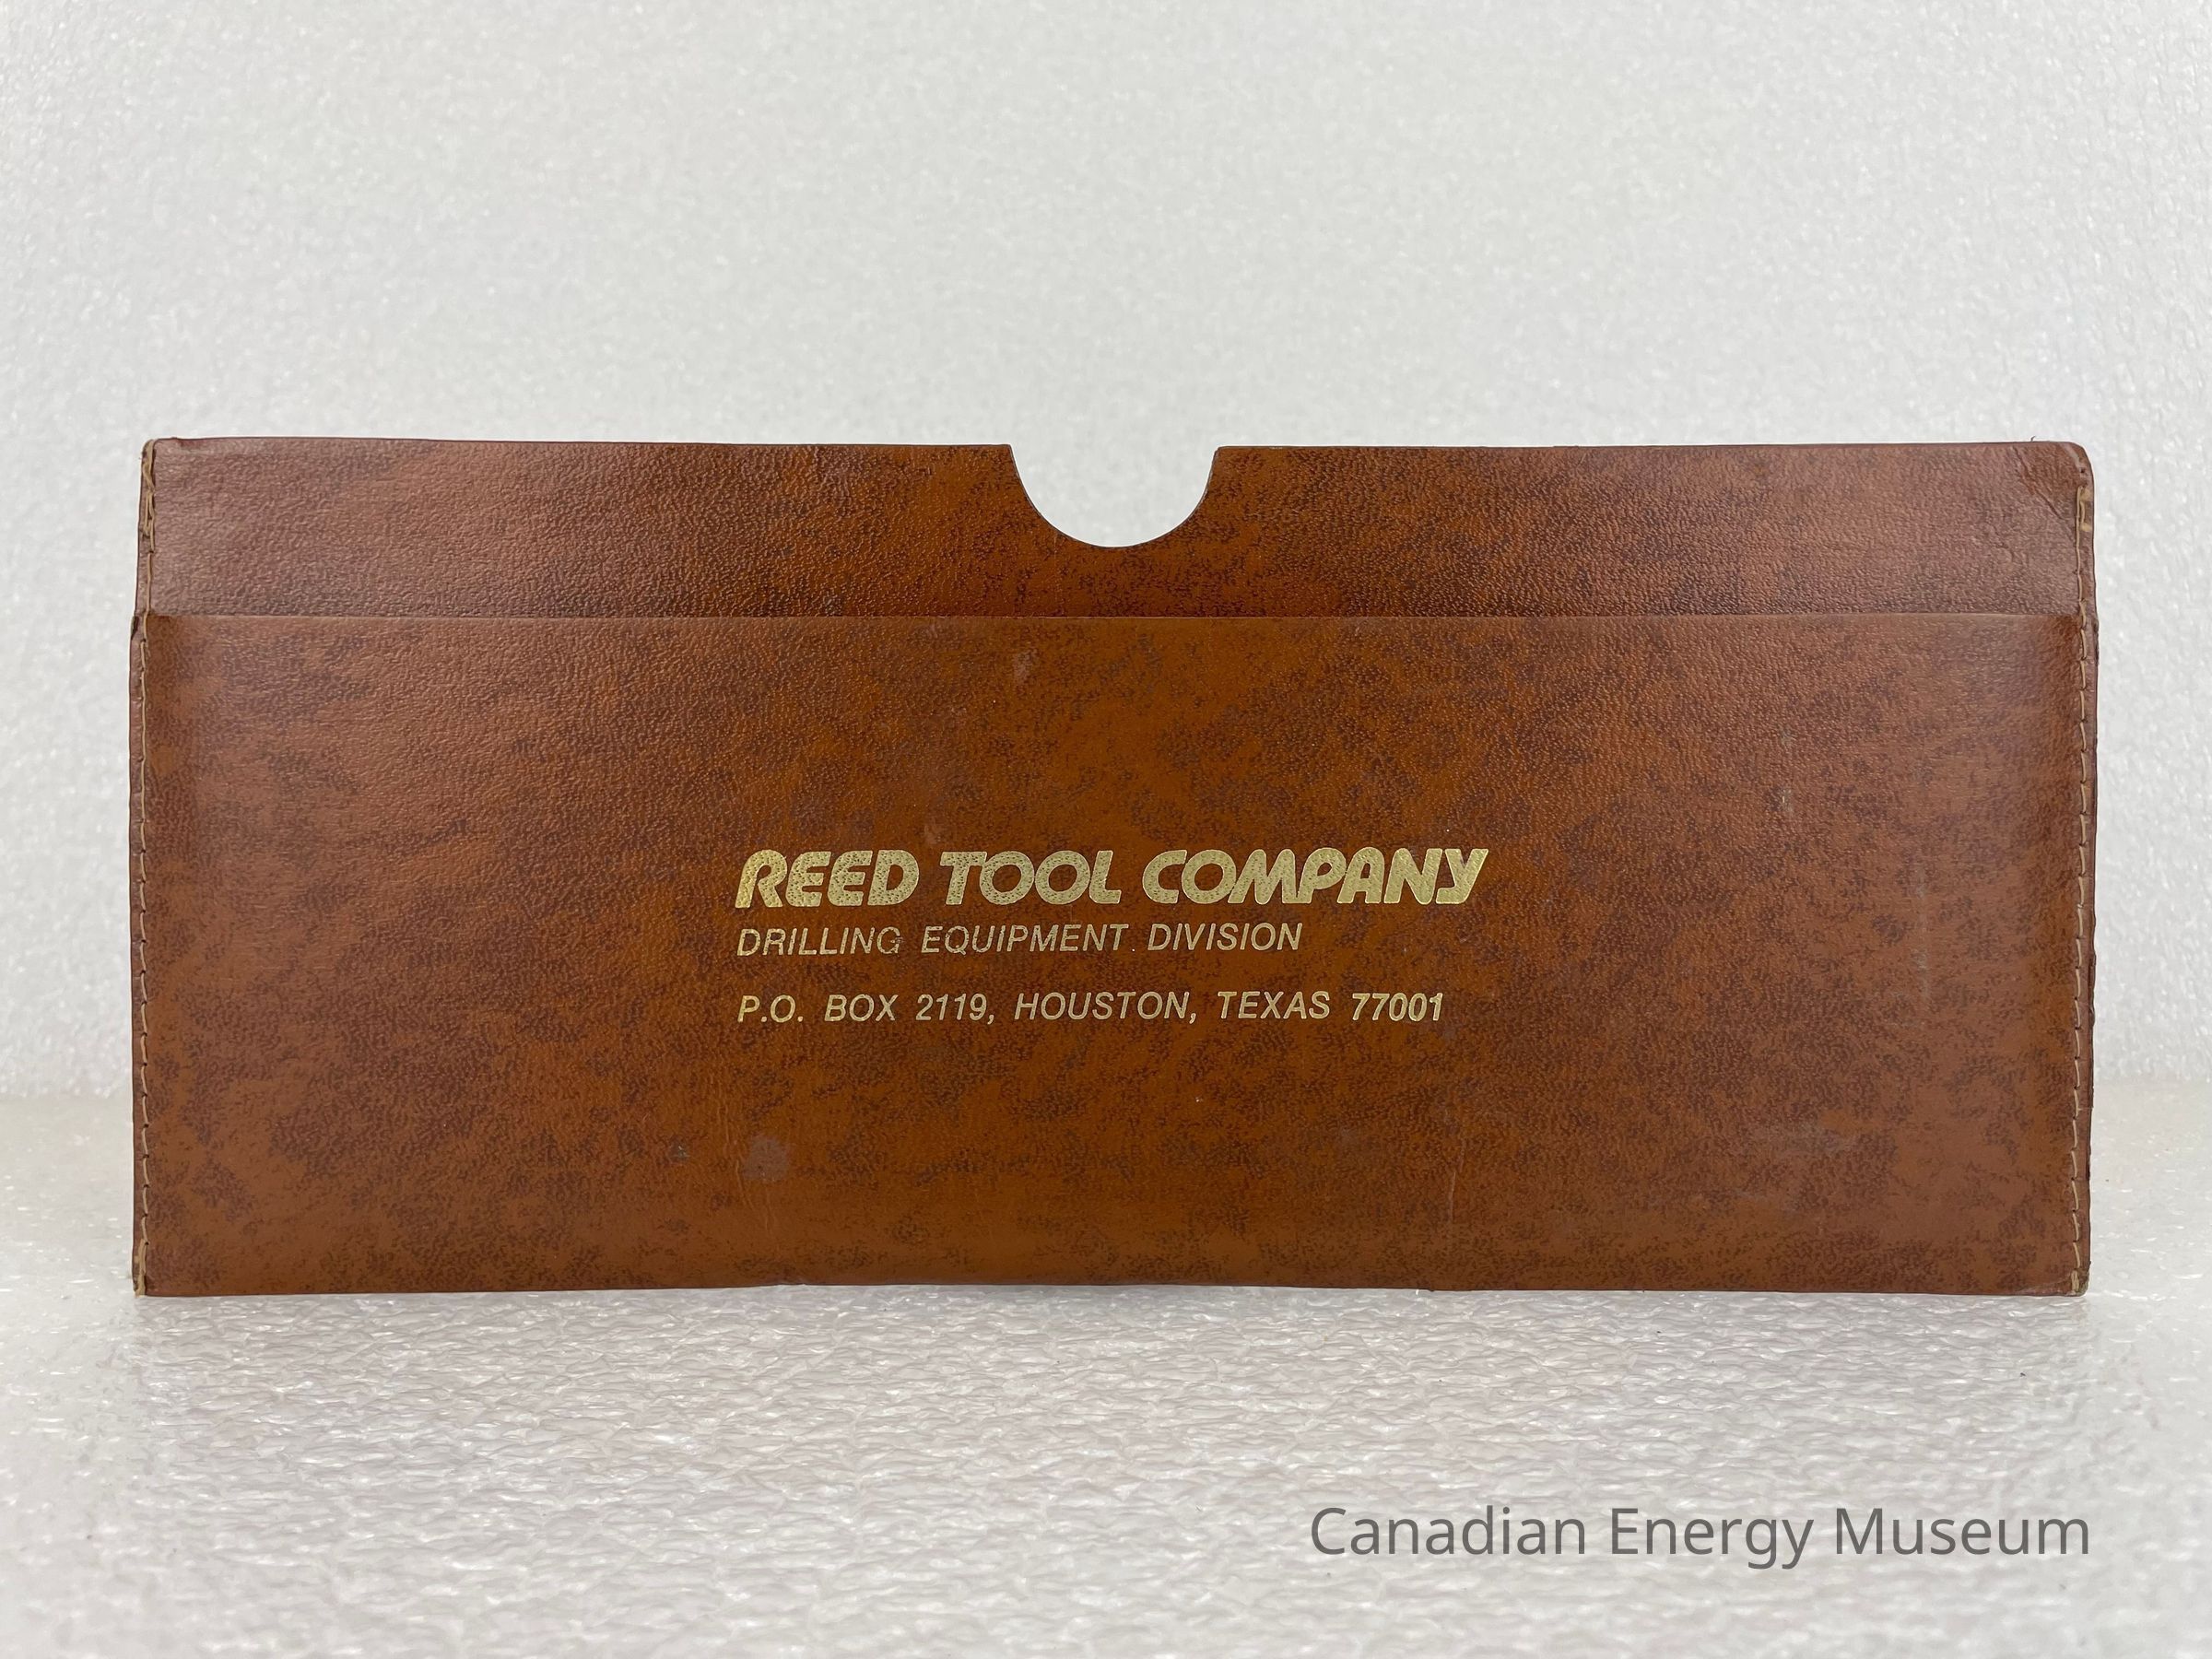 REED TOOL COMPANY
DRILLING EQUIPMENT DIVISION
P.O. BOX 2119, HOUSTON, TEXAS 77001
Canadian Energy Museum